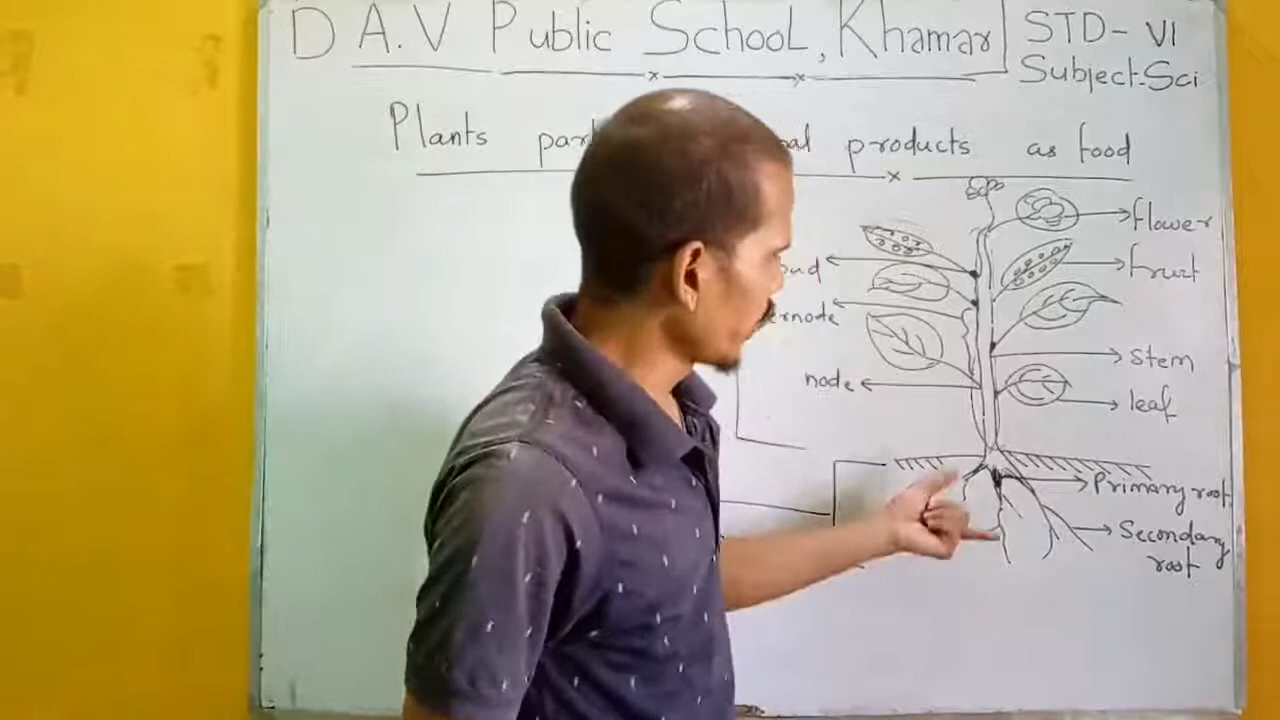 D A.V Public School, Khamar
STD- VI
Subject-Sci
Plants products as food
flower
fruit
stem
node
leaf
Primary root
Secondary
root